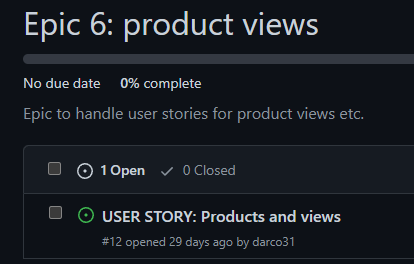 Epic 6: product views
No due date 0% complete
Epic to handle user stories for product views etc.
1 Open 0 Closed
USER STORY: Products and views
#12 opened 29 days ago by darco31